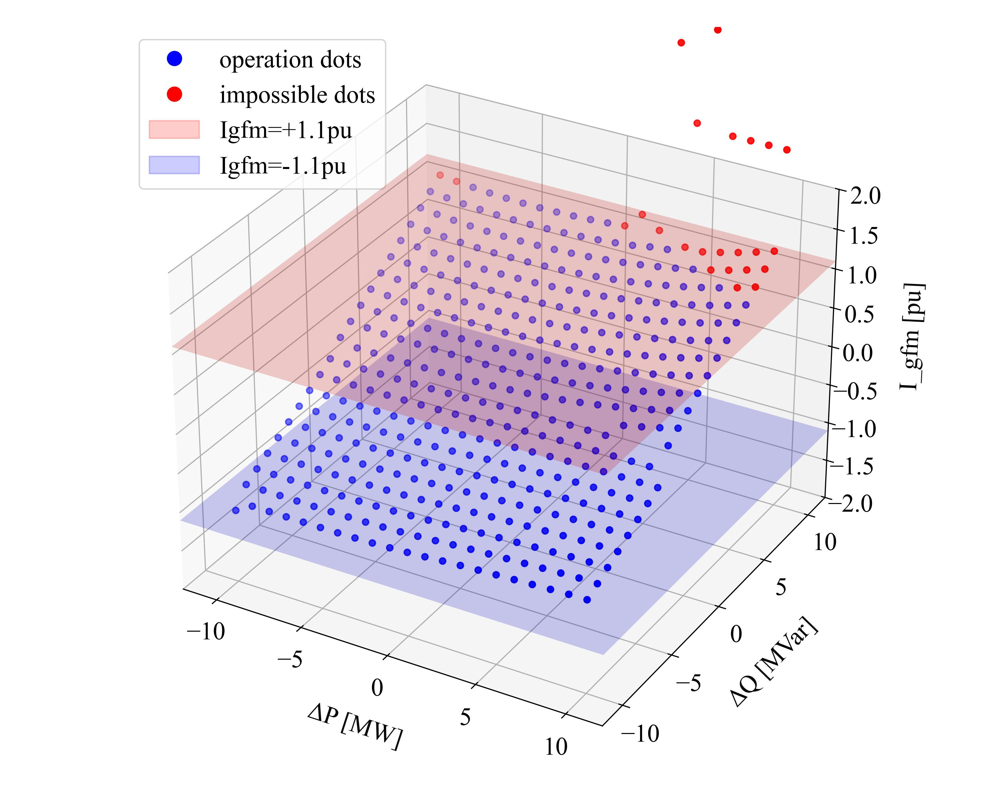 operation dots
impossible dots
Igfm=+1.1pu
Igfm=-1.1pu
2.0
1.5
1.0
0.5
0.0
−0.5
−1.0
−1.5
−2.0
I_gfm [pu]
−10
−5
0
5
10
ΔP [MW]
10
5
0
−5
−10
ΔQ [MVar]